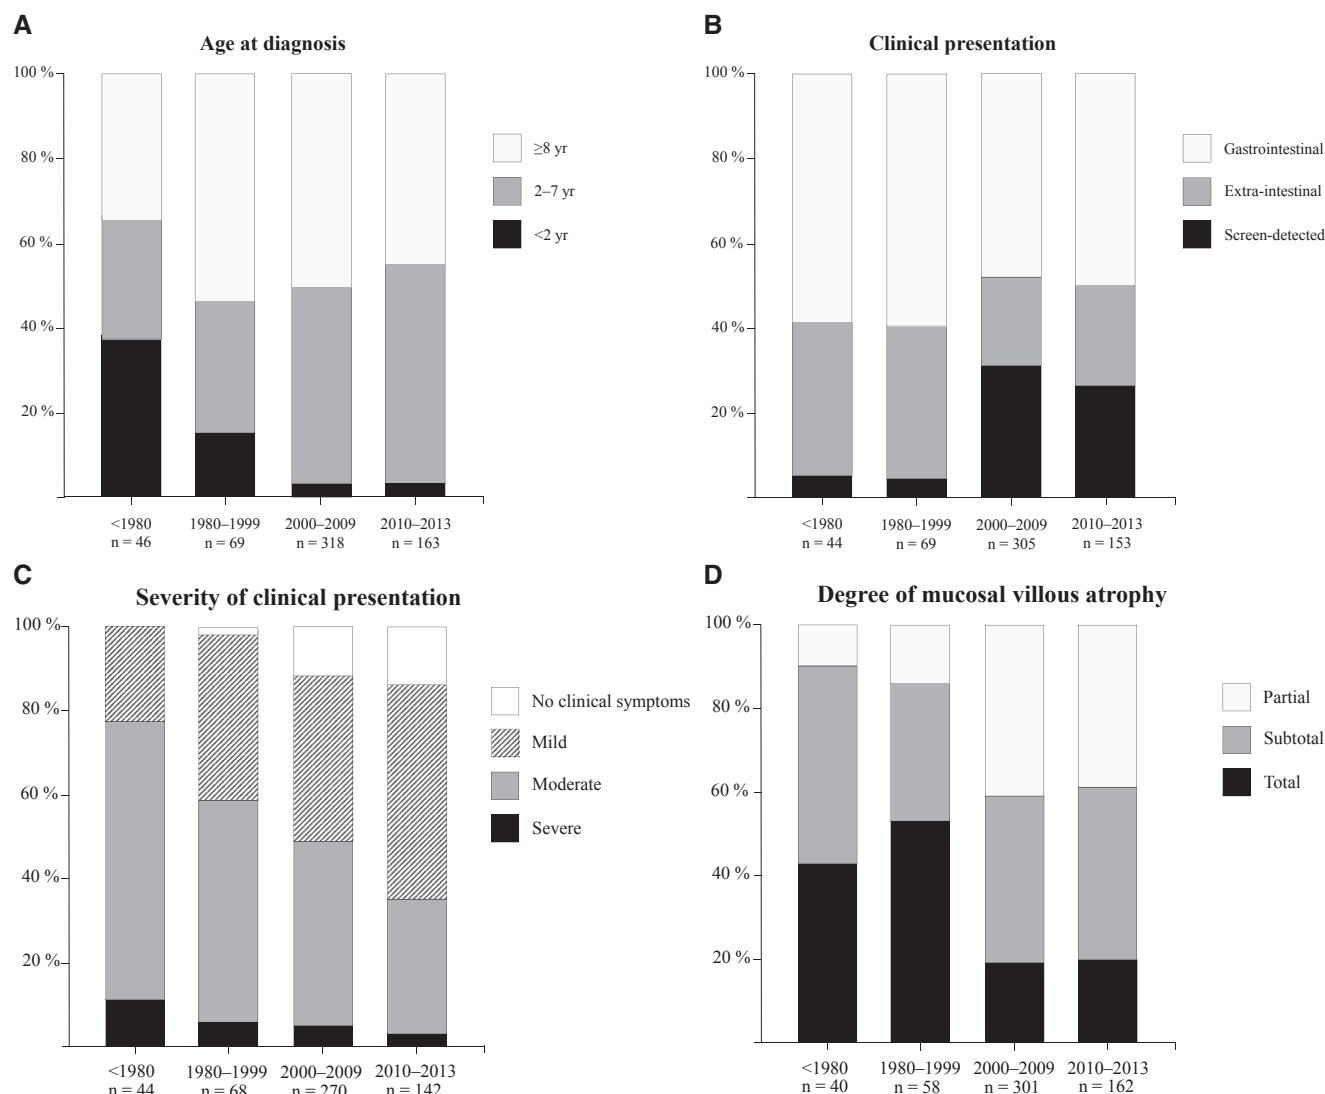 A
Age at diagnosis
100 %
80 %
60 %
40 %
20 %
≥8 yr
2–7 yr
<2 yr
<1980 1980–1999 2000–2009 2010–2013
n = 46 n = 69 n = 318 n = 163
B
Clinical presentation
100 %
80 %
60 %
40 %
20 %
Gastrointestinal
Extra-intestinal
Screen-detected
<1980 1980–1999 2000–2009 2010–2013
n = 44 n = 69 n = 305 n = 153
C
Severity of clinical presentation
100 %
80 %
60 %
40 %
20 %
No clinical symptoms
Mild
Moderate
Severe
<1980 1980–1999 2000–2009 2010–2013
n = 44 n = 68 n = 270 n = 142
D
Degree of mucosal villous atrophy
100 %
80 %
60 %
40 %
20 %
Partial
Subtotal
Total
<1980 1980–1999 2000–2009 2010–2013
n = 40 n = 58 n = 301 n = 162